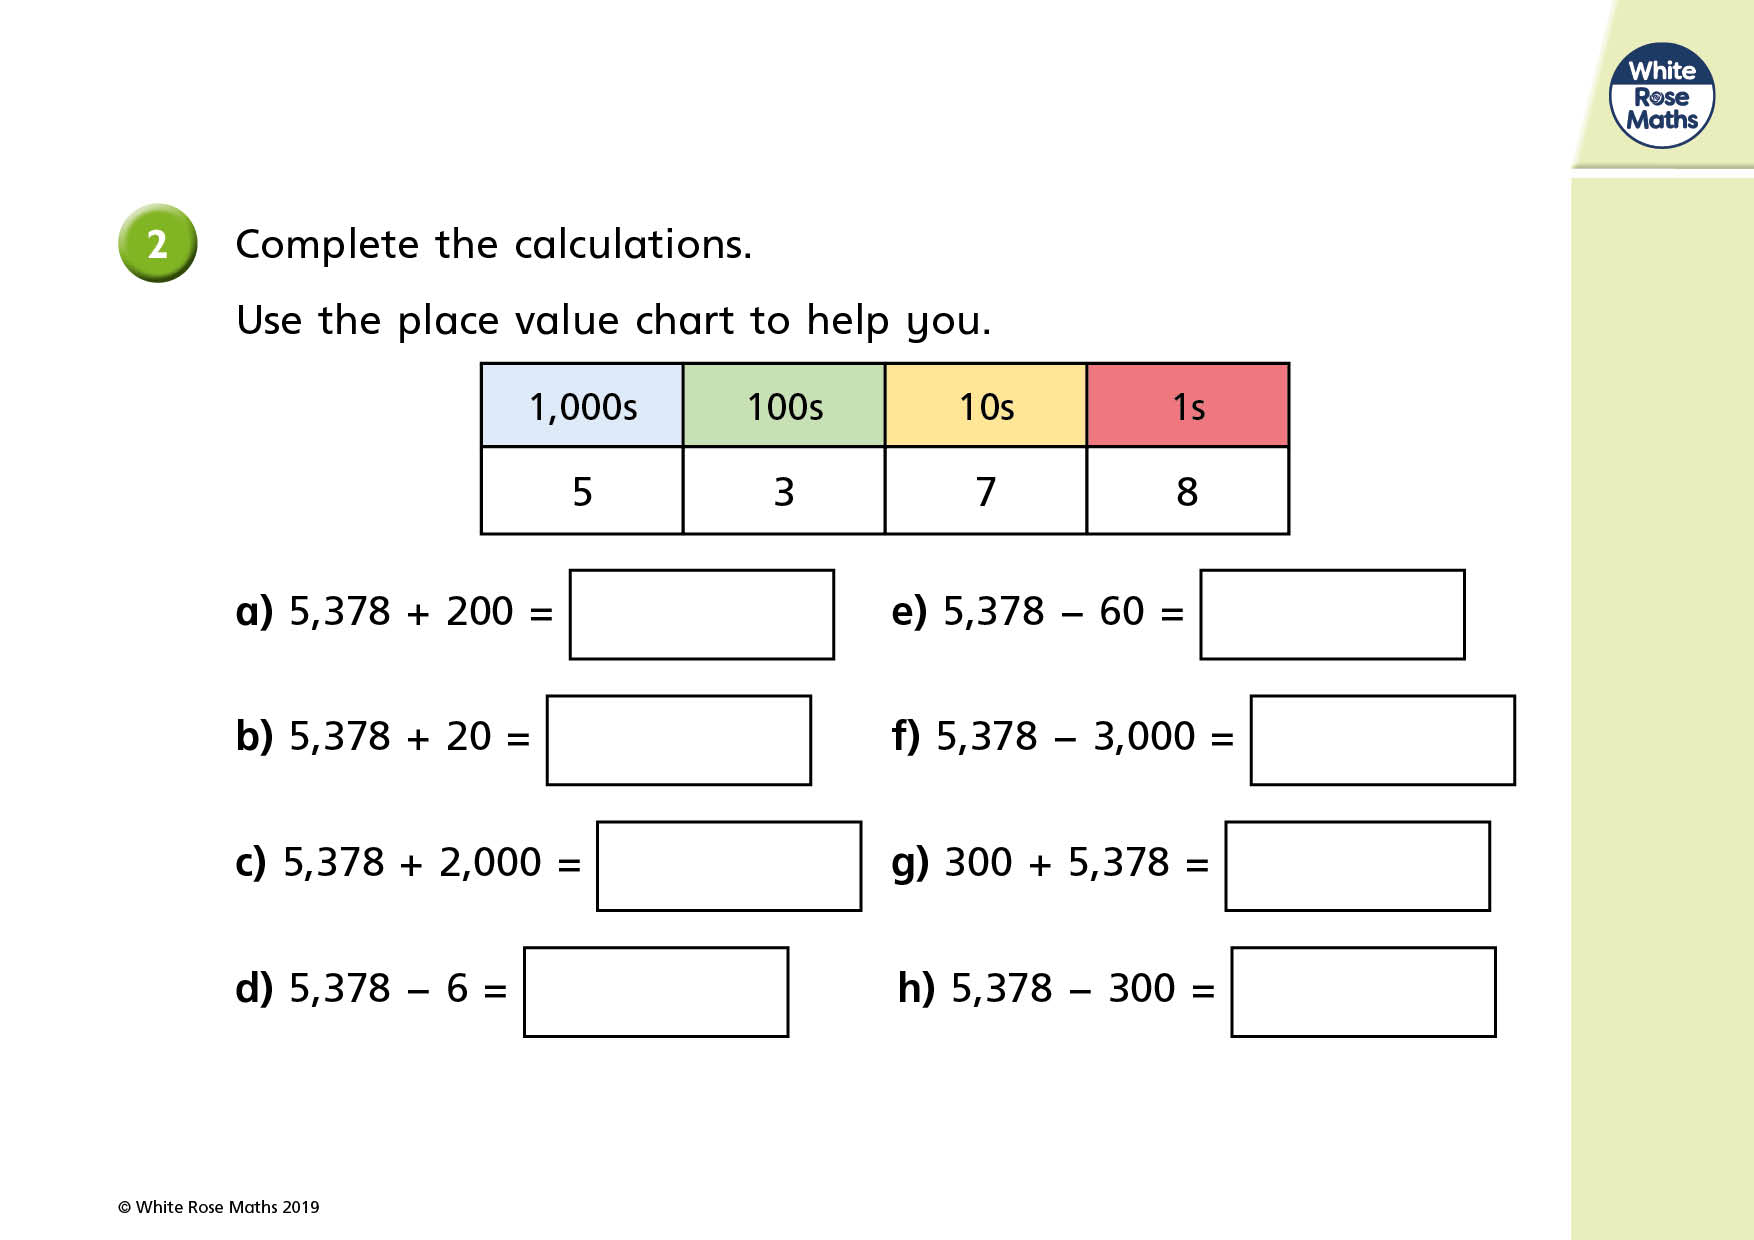 White
Rose
Maths
2 Complete the calculations.
Use the place value chart to help you.
1,000s 100s 10s 1s
5 3 7 8
a) 5,378 + 200 =
e) 5,378 – 60 =
b) 5,378 + 20 =
f) 5,378 – 3,000 =
c) 5,378 + 2,000 =
g) 300 + 5,378 =
d) 5,378 – 6 =
h) 5,378 – 300 =
© White Rose Maths 2019